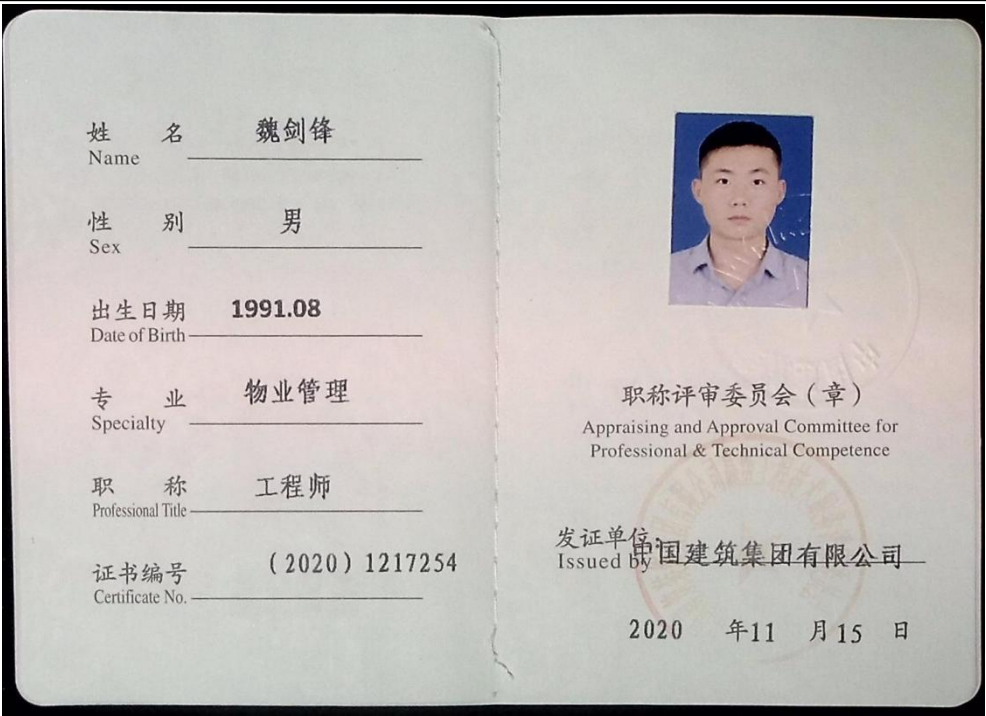 姓 名 魏剑锋
Name
性 别 男
Sex
出生日期 1991.08
Date of Birth
专 业 物业管理
Specialty
职 称 工程师
Professional Title
证书编号 (2020)1217254
Certificate No.
职称评审委员会(章)
Appraising and Approval Committee for
Professional & Technical Competence
发证单位:
Issued by 中国建筑集团有限公司
2020 年11 月15 日